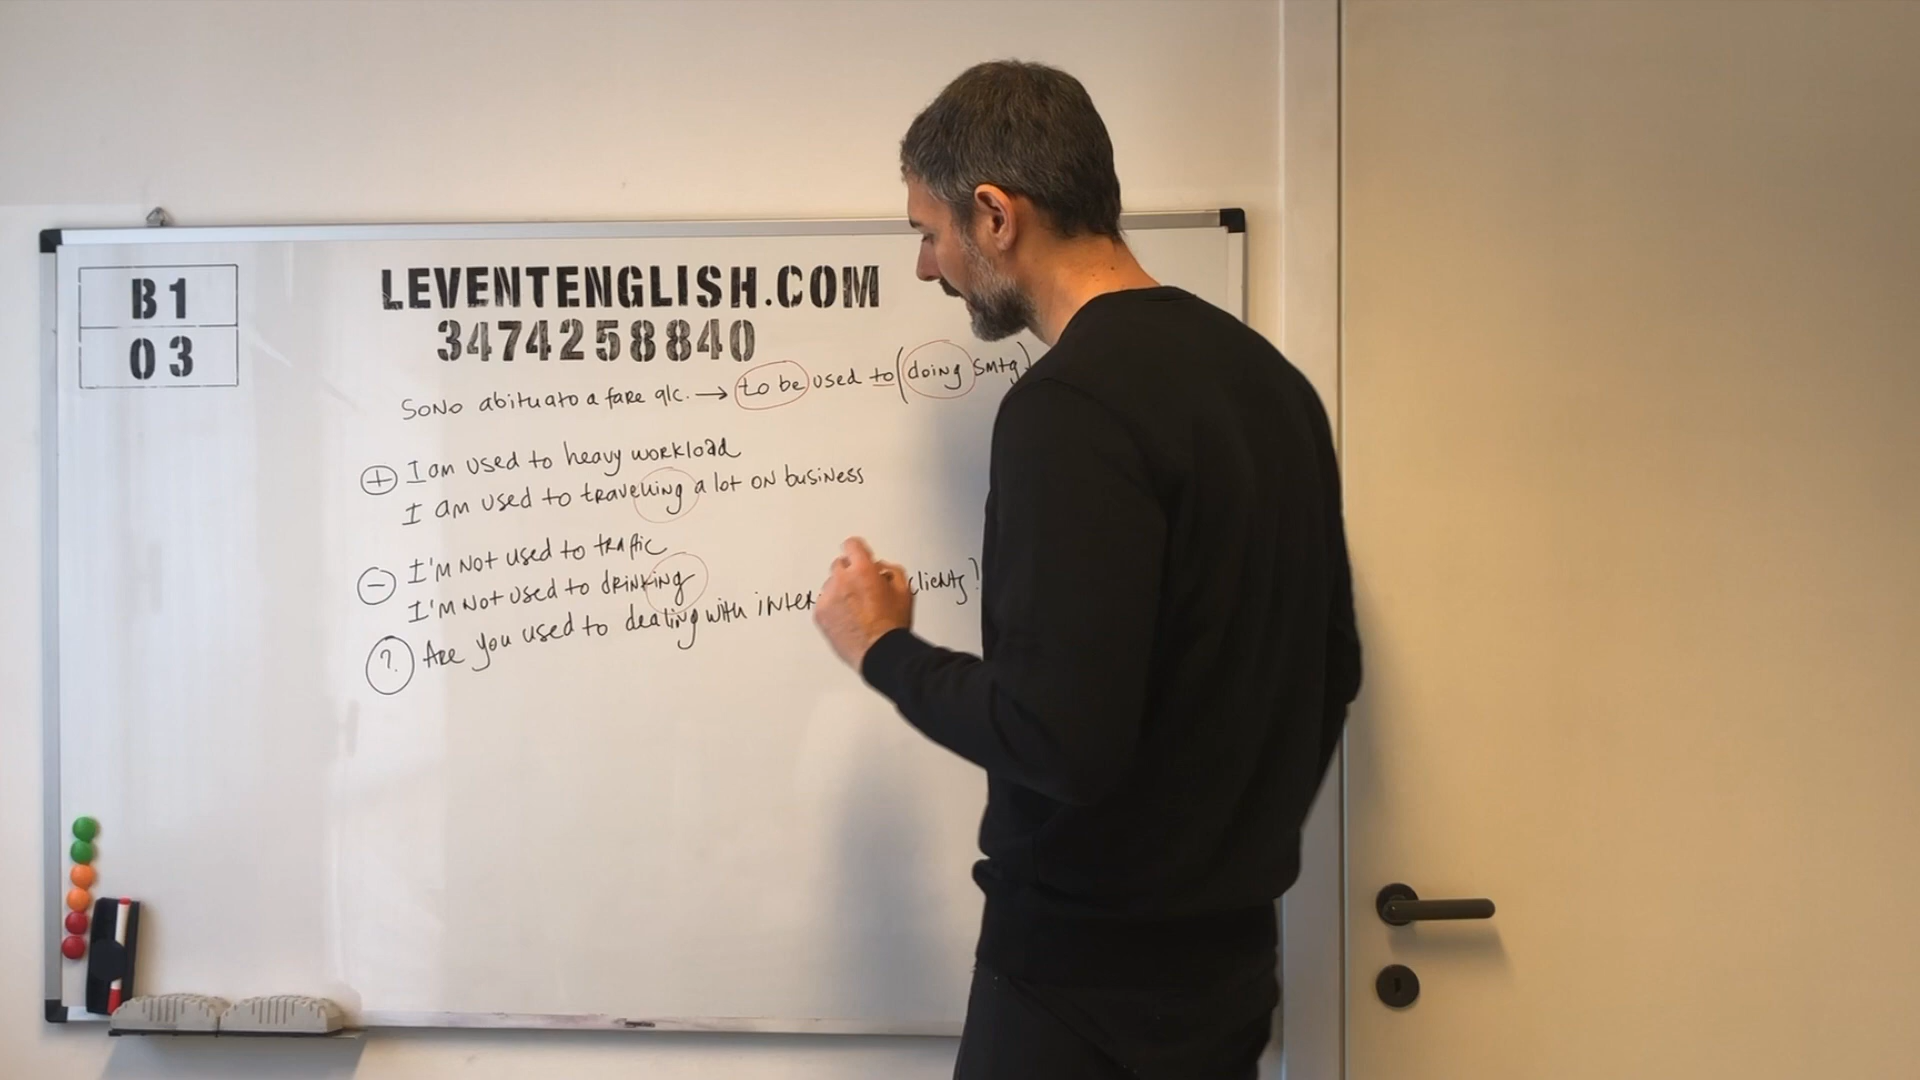 B1
03
LEVENTENGLISH.COM
3474258840
SONO abituato a fare qlc. → to be used to (doing smtg)
+ I am used to heavy workload
I am used to travelling a lot on business
- I'm not used to traffic
I'm not used to drinking
? Are you used to dealing with inter clients?